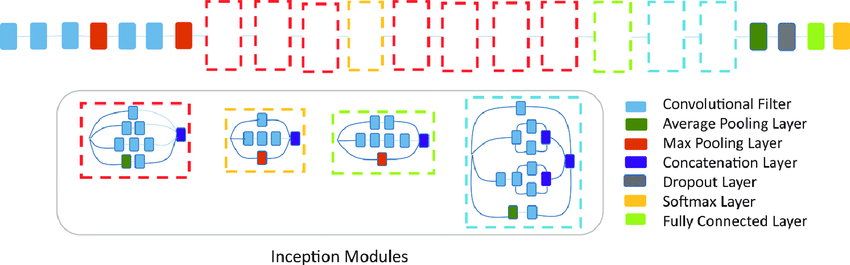 Convolutional Filter
Average Pooling Layer
Max Pooling Layer
Concatenation Layer
Dropout Layer
Softmax Layer
Fully Connected Layer
Inception Modules